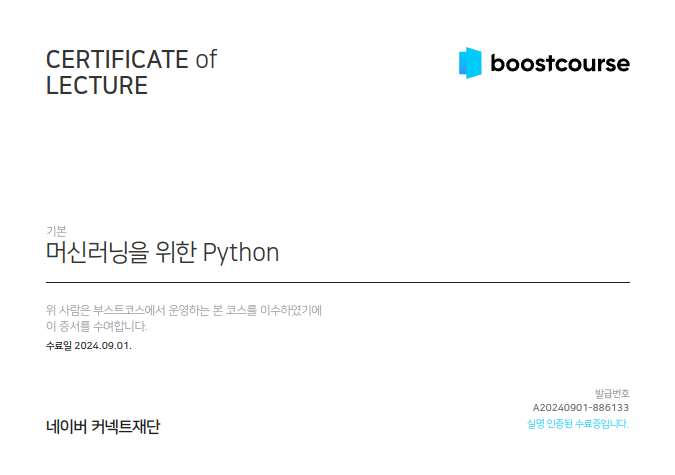 CERTIFICATE of
LECTURE
boostcourse
기본
머신러닝을 위한 Python
위 사람은 부스트코스에서 운영하는 본 코스를 이수하였기에
이 증서를 수여합니다.
수료일 2024.09.01.
발급번호
A20240901-886133
실명 인증된 수료증입니다.
네이버 커넥트재단